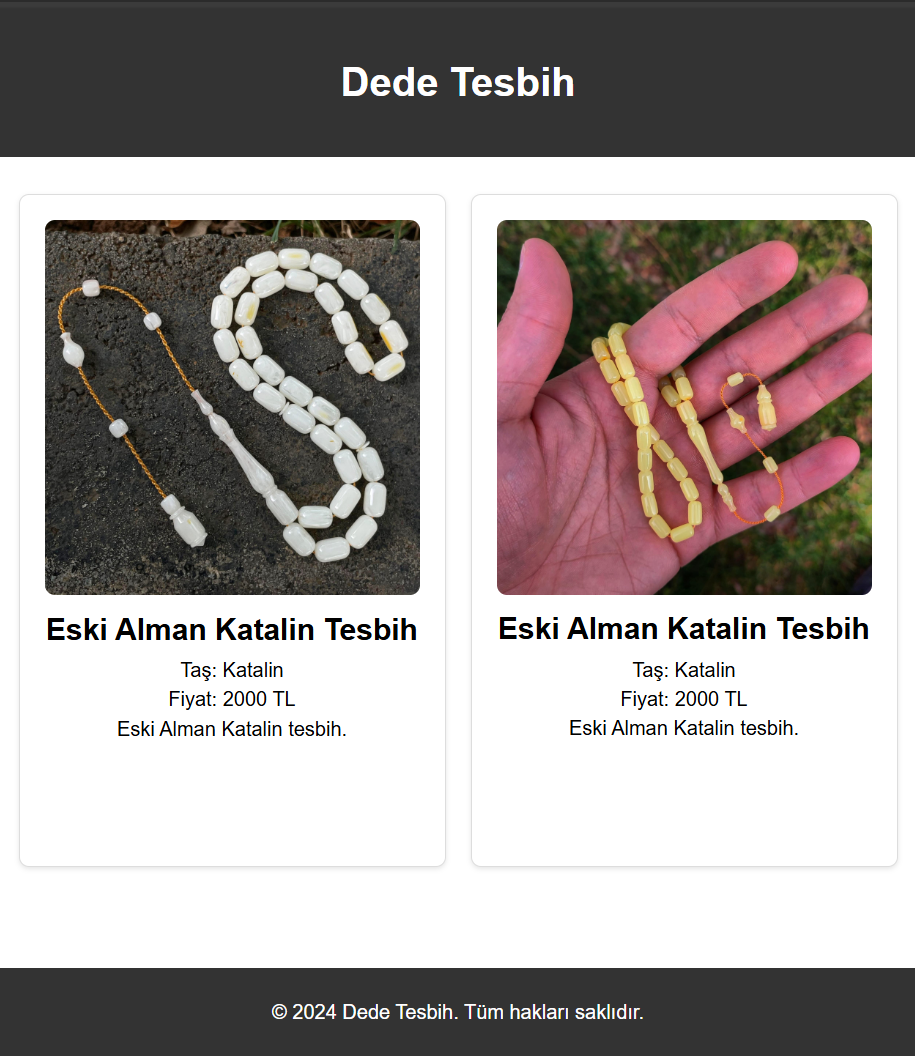 Dede Tesbih
Eski Alman Katalin Tesbih
Taş: Katalin
Fiyat: 2000 TL
Eski Alman Katalin tesbih.
Eski Alman Katalin Tesbih
Taş: Katalin
Fiyat: 2000 TL
Eski Alman Katalin tesbih.
© 2024 Dede Tesbih. Tüm hakları saklıdır.